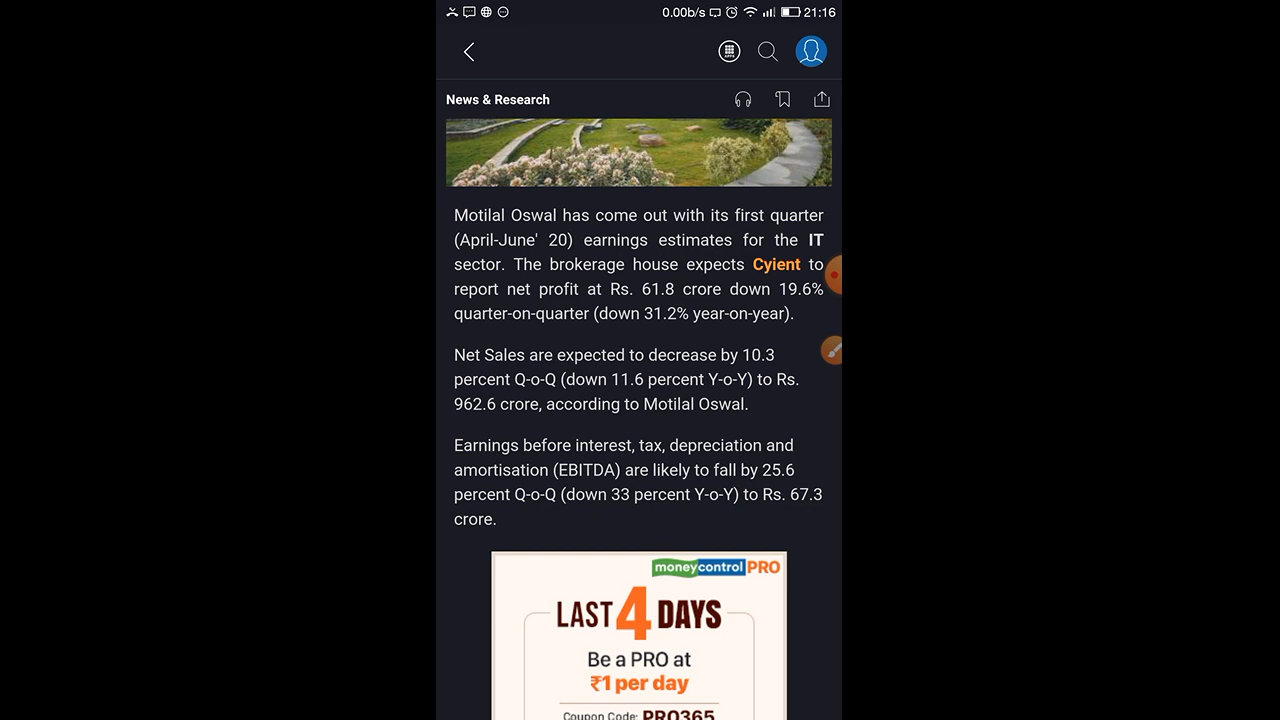 0.00b/s 21:16
News & Research
Motilal Oswal has come out with its first quarter
(April-June' 20) earnings estimates for the IT
sector. The brokerage house expects Cyient to
report net profit at Rs. 61.8 crore down 19.6%
quarter-on-quarter (down 31.2% year-on-year).
Net Sales are expected to decrease by 10.3
percent Q-o-Q (down 11.6 percent Y-o-Y) to Rs.
962.6 crore, according to Motilal Oswal.
Earnings before interest, tax, depreciation and
amortisation (EBITDA) are likely to fall by 25.6
percent Q-o-Q (down 33 percent Y-o-Y) to Rs. 67.3
crore.
moneycontrol PRO
LAST 4 DAYS
Be a PRO at
₹1 per day
Coupon Code: PRO365